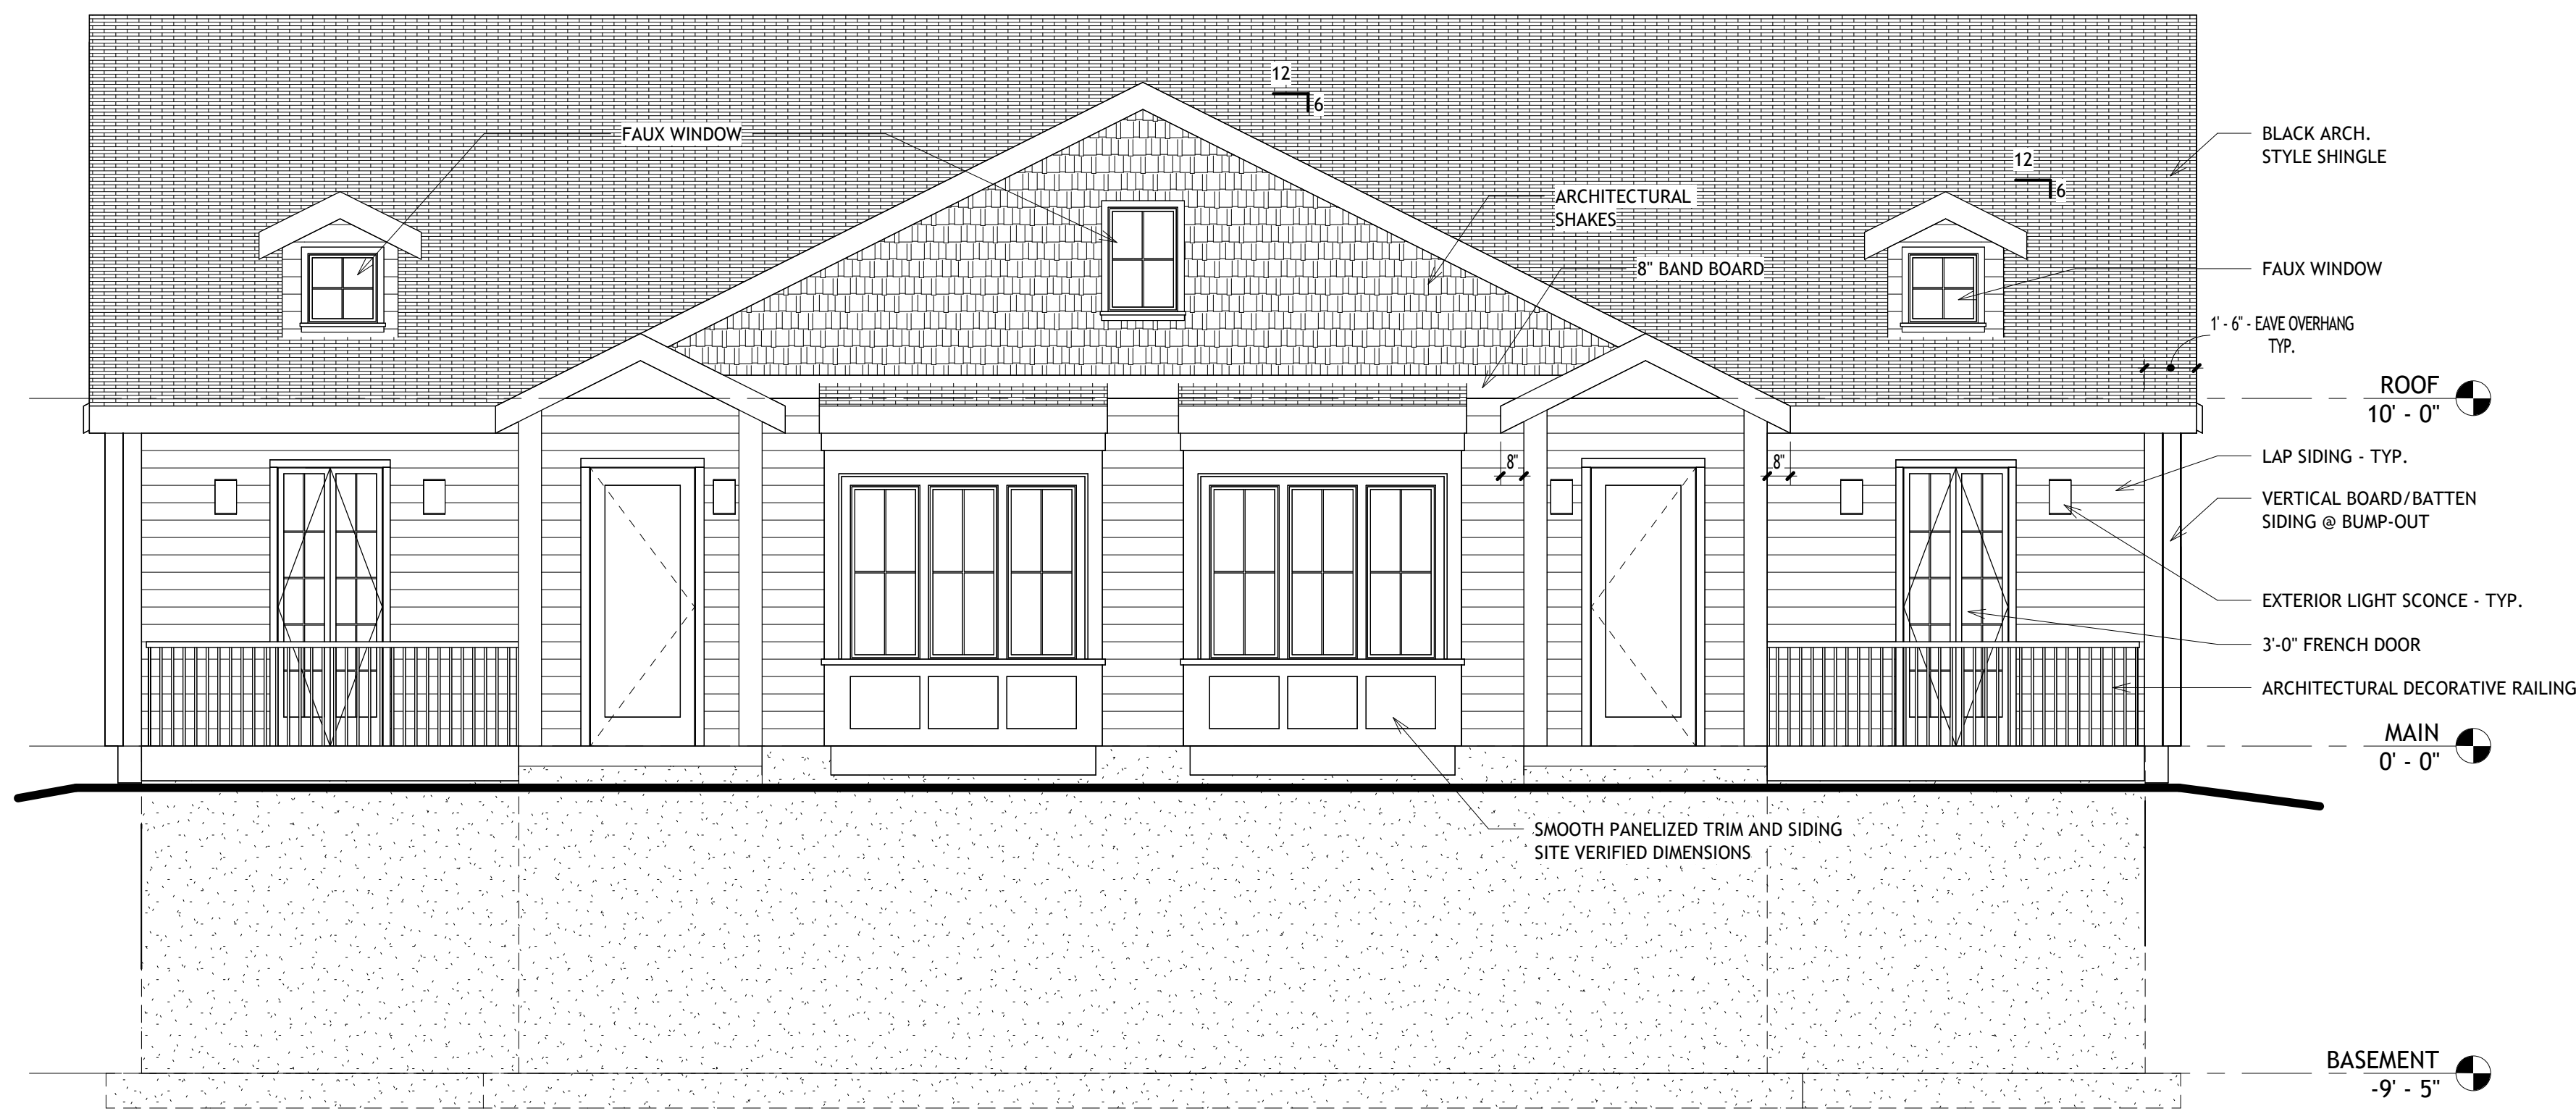 12
6
FAUX WINDOW
BLACK ARCH.
STYLE SHINGLE
12
6
ARCHITECTURAL
SHAKES
8" BAND BOARD
FAUX WINDOW
1' - 6" - EAVE OVERHANG
TYP.
ROOF
10' - 0"
8"
8"
LAP SIDING - TYP.
VERTICAL BOARD/BATTEN
SIDING @ BUMP-OUT
EXTERIOR LIGHT SCONCE - TYP.
3'-0" FRENCH DOOR
ARCHITECTURAL DECORATIVE RAILING
MAIN
0' - 0"
SMOOTH PANELIZED TRIM AND SIDING
SITE VERIFIED DIMENSIONS
BASEMENT
-9' - 5"